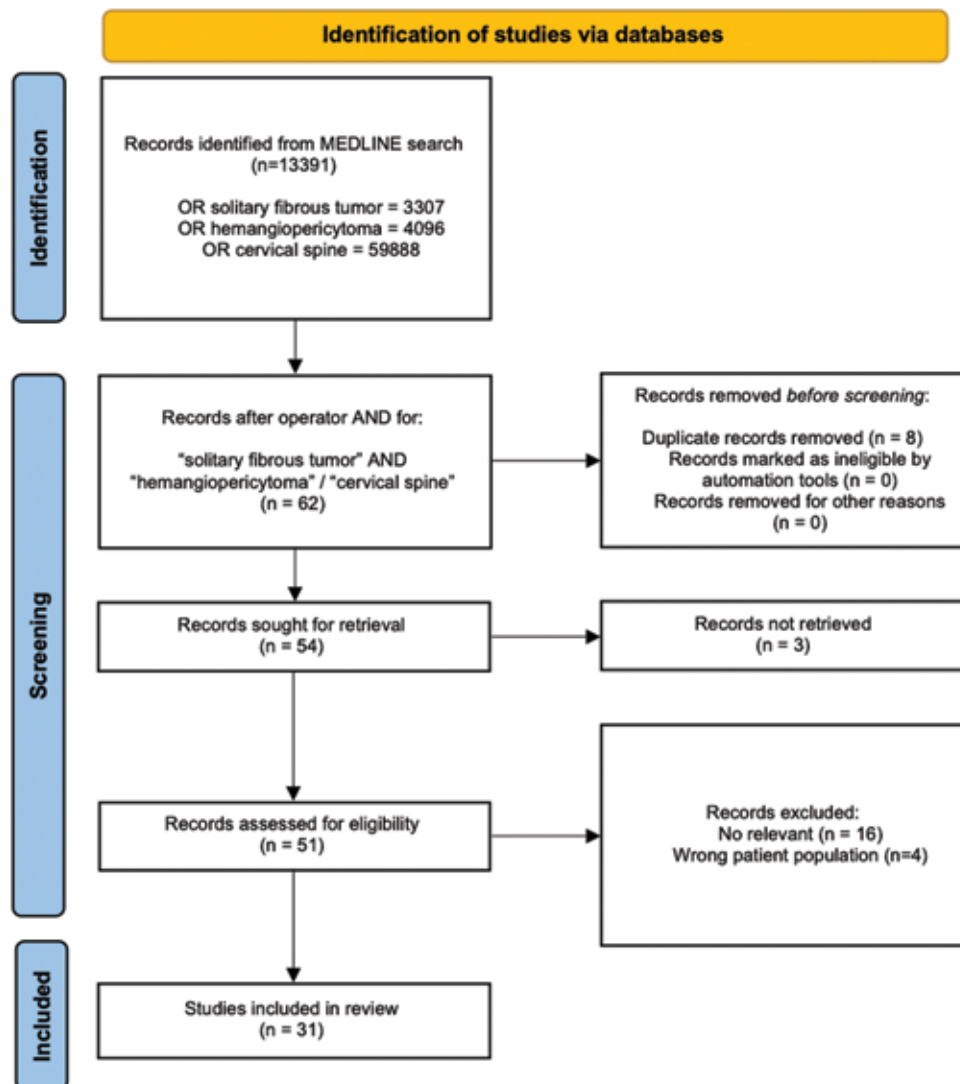 Identification of studies via databases
Identification
Records identified from MEDLINE search
(n=13391)
OR solitary fibrous tumor = 3307
OR hemangiopericytoma = 4096
OR cervical spine = 59888
Screening
Records after operator AND for:
"solitary fibrous tumor" AND
"hemangiopericytoma" / "cervical spine"
(n = 62)
Records removed before screening:
Duplicate records removed (n = 8)
Records marked as ineligible by
automation tools (n = 0)
Records removed for other reasons
(n = 0)
Records sought for retrieval
(n = 54)
Records not retrieved
(n = 3)
Records assessed for eligibility
(n = 51)
Records excluded:
No relevant (n = 16)
Wrong patient population (n=4)
Included
Studies included in review
(n = 31)